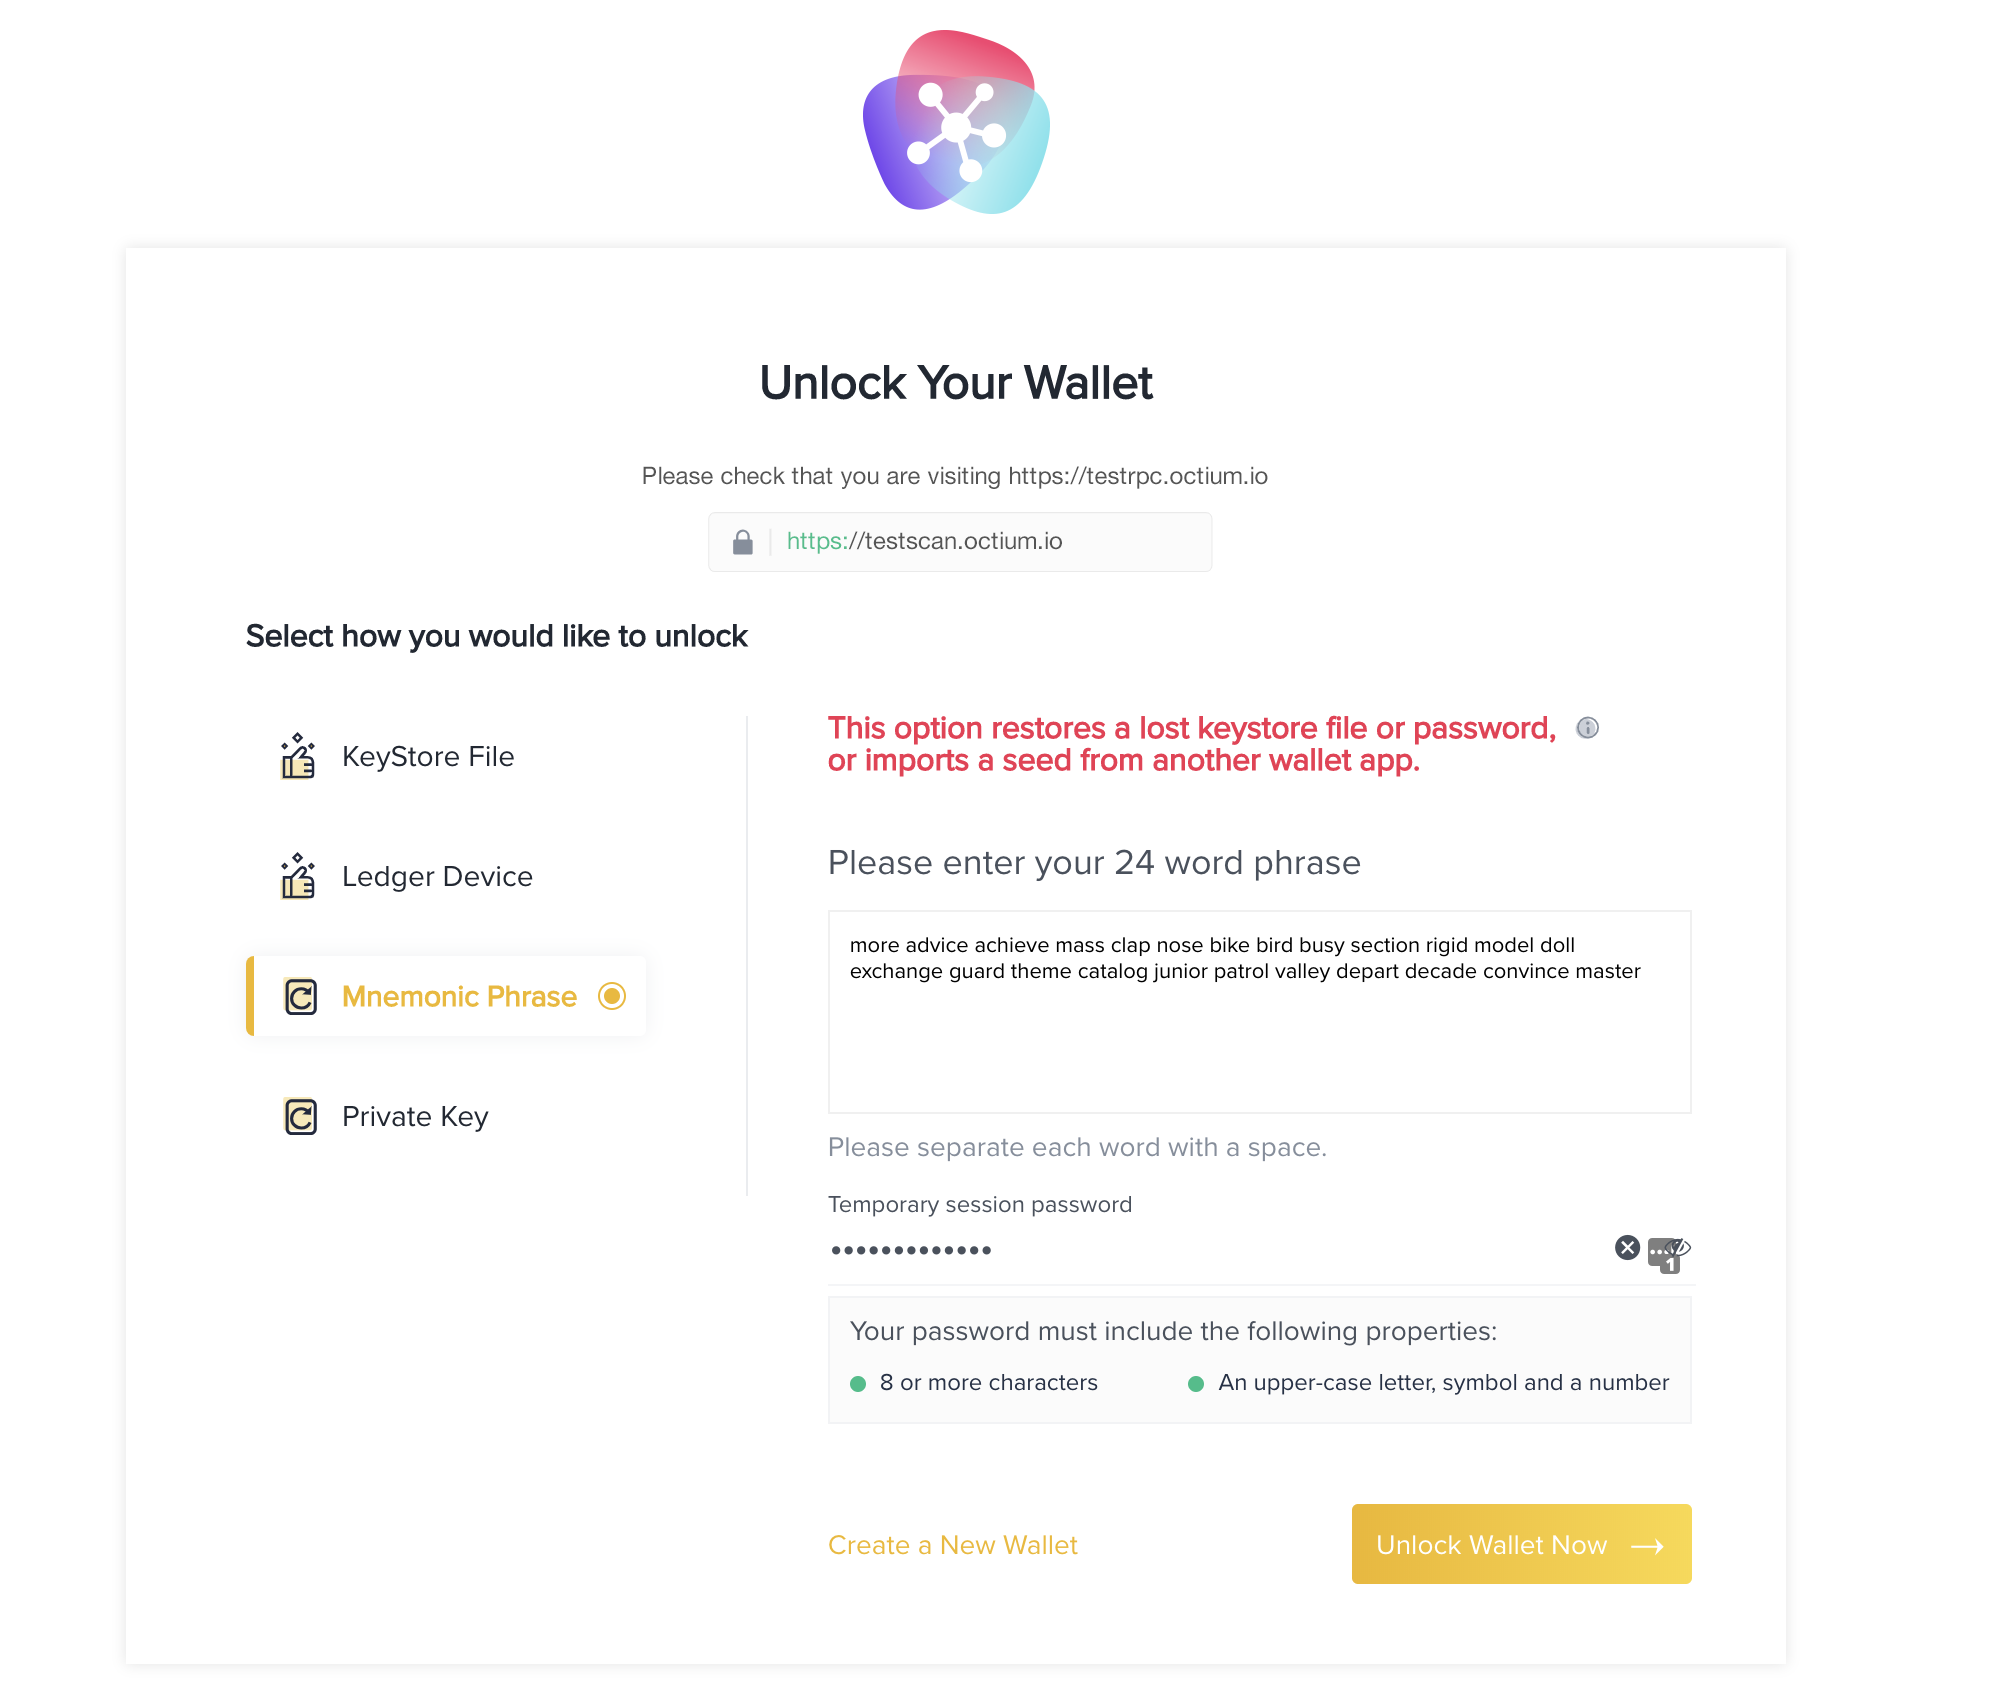 Unlock Your Wallet
Please check that you are visiting https://testrpc.octium.io
https://testscan.octium.io
Select how you would like to unlock
KeyStore File
Ledger Device
Mnemonic Phrase
Private Key
This option restores a lost keystore file or password,
or imports a seed from another wallet app.
Please enter your 24 word phrase
more advice achieve mass clap nose bike bird busy section rigid model doll
exchange guard theme catalog junior patrol valley depart decade convince master
Please separate each word with a space.
Temporary session password
•••••••••••••
1
Your password must include the following properties:
8 or more characters
An upper-case letter, symbol and a number
Create a New Wallet
Unlock Wallet Now →